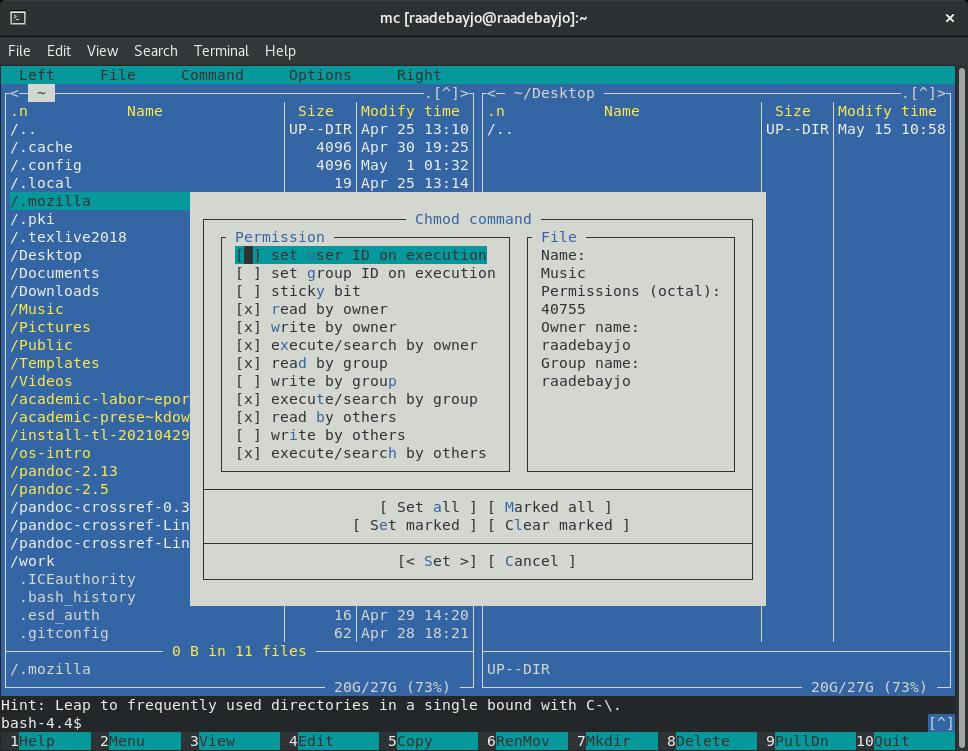 mc [raadebayjo@raadebayjo]:~
File Edit View Search Terminal Help
Left File Command Options Right
<─ ~ .[^]> <─ ~/Desktop .[^]>
.n Name Size Modify time .n Name Size Modify time
/.. UP--DIR Apr 25 13:10 /.. UP--DIR May 15 10:58
/.cache 4096 Apr 30 19:25
/.config 4096 May 1 01:32
/.local 19 Apr 25 13:14
/.mozilla
/.pki Chmod command
/.texlive2018 Permission File
/Desktop [ ] set user ID on execution Name:
/Documents [ ] set group ID on execution Music
/Downloads [ ] sticky bit Permissions (octal):
/Music [x] read by owner 40755
/Pictures [x] write by owner Owner name:
/Public [x] execute/search by owner raadebayjo
/Templates [x] read by group Group name:
/Videos [ ] write by group raadebayjo
/academic-labor~epor [x] execute/search by group
/academic-prese~kdow [x] read by others
/install-tl-20210429 [ ] write by others
/os-intro [x] execute/search by others
/pandoc-2.13
/pandoc-2.5
/pandoc-crossref-0.3 [ Set all ] [ Marked all ]
/pandoc-crossref-Lin [ Set marked ] [ Clear marked ]
/pandoc-crossref-Lin
/work [< Set >] [ Cancel ]
.ICEauthority
.bash_history
.esd_auth 16 Apr 29 14:20
.gitconfig 62 Apr 28 18:21
0 B in 11 files
/.mozilla UP--DIR
20G/27G (73%) 20G/27G (73%)
Hint: Leap to frequently used directories in a single bound with C-\.
bash-4.4$ [^]
1Help 2Menu 3View 4Edit 5Copy 6RenMov 7Mkdir 8Delete 9PullDn 10Quit